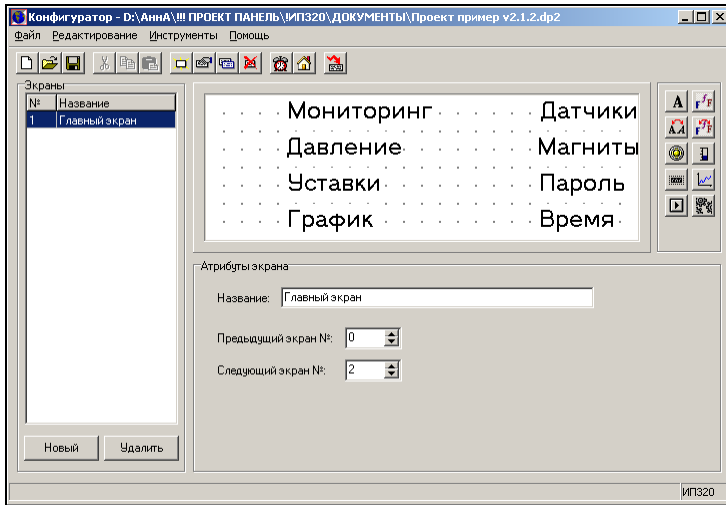 Конфигуратор - D:\АннА\!!! ПРОЕКТ ПАНЕЛЬ\!ИП320\ДОКУМЕНТЫ\Проект пример v2.1.2.dp2
Файл Редактирование Инструменты Помощь
Экраны
№ Название
1 Главный экран
Мониторинг Датчики
Давление Магниты
Уставки Пароль
График Время
Атрибуты экрана
Название: Главный экран
Предыдущий экран №: 0
Следующий экран №: 2
Новый Удалить
ИП320